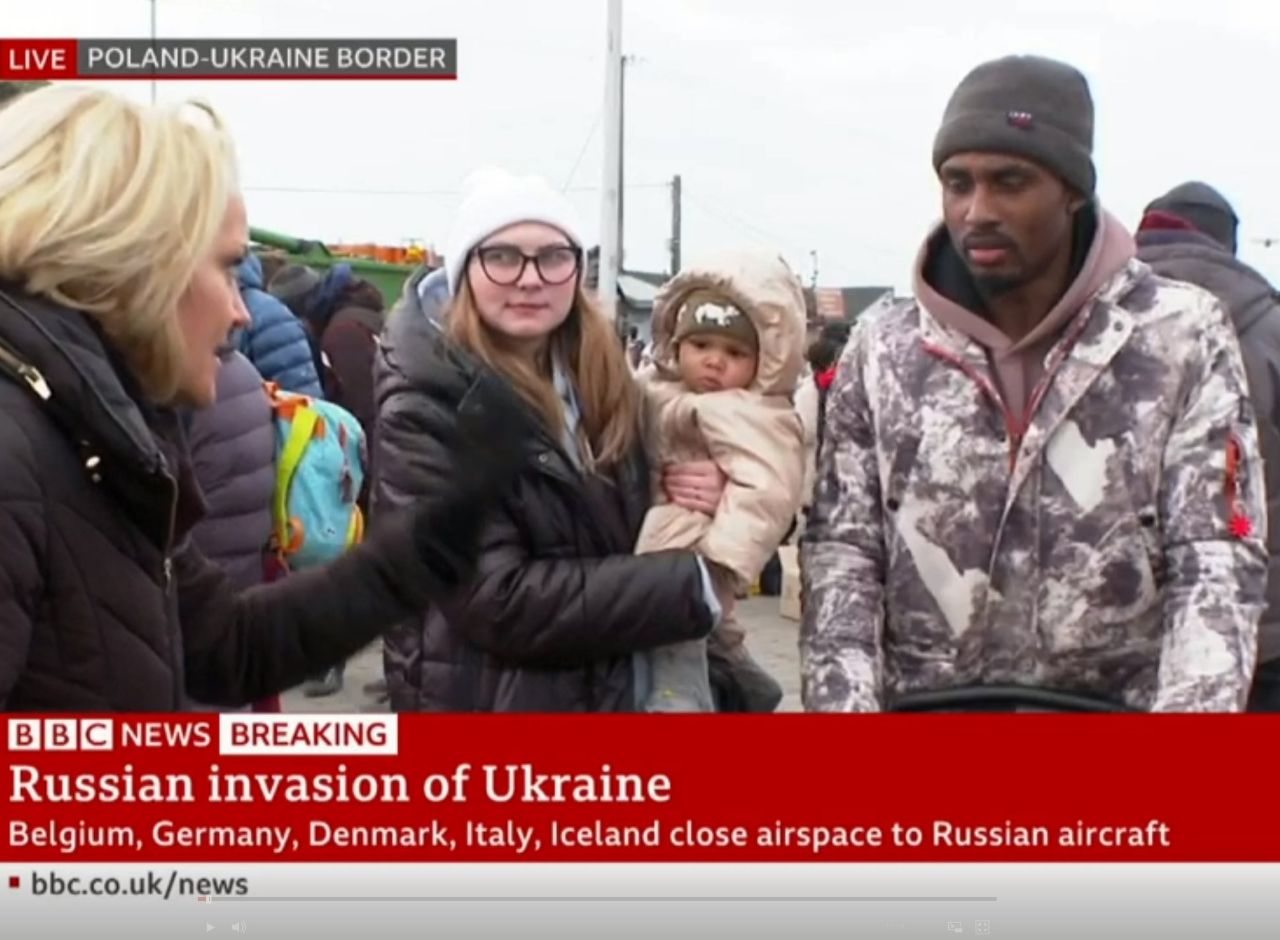 LIVE POLAND-UKRAINE BORDER
BBC NEWS BREAKING
Russian invasion of Ukraine
Belgium, Germany, Denmark, Italy, Iceland close airspace to Russian aircraft
bbc.co.uk/news